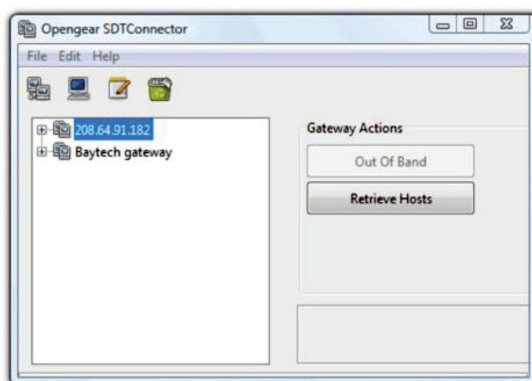 Opengear SDTConnector
File Edit Help
208.64.91.182
Baytech gateway
Gateway Actions
Out Of Band
Retrieve Hosts